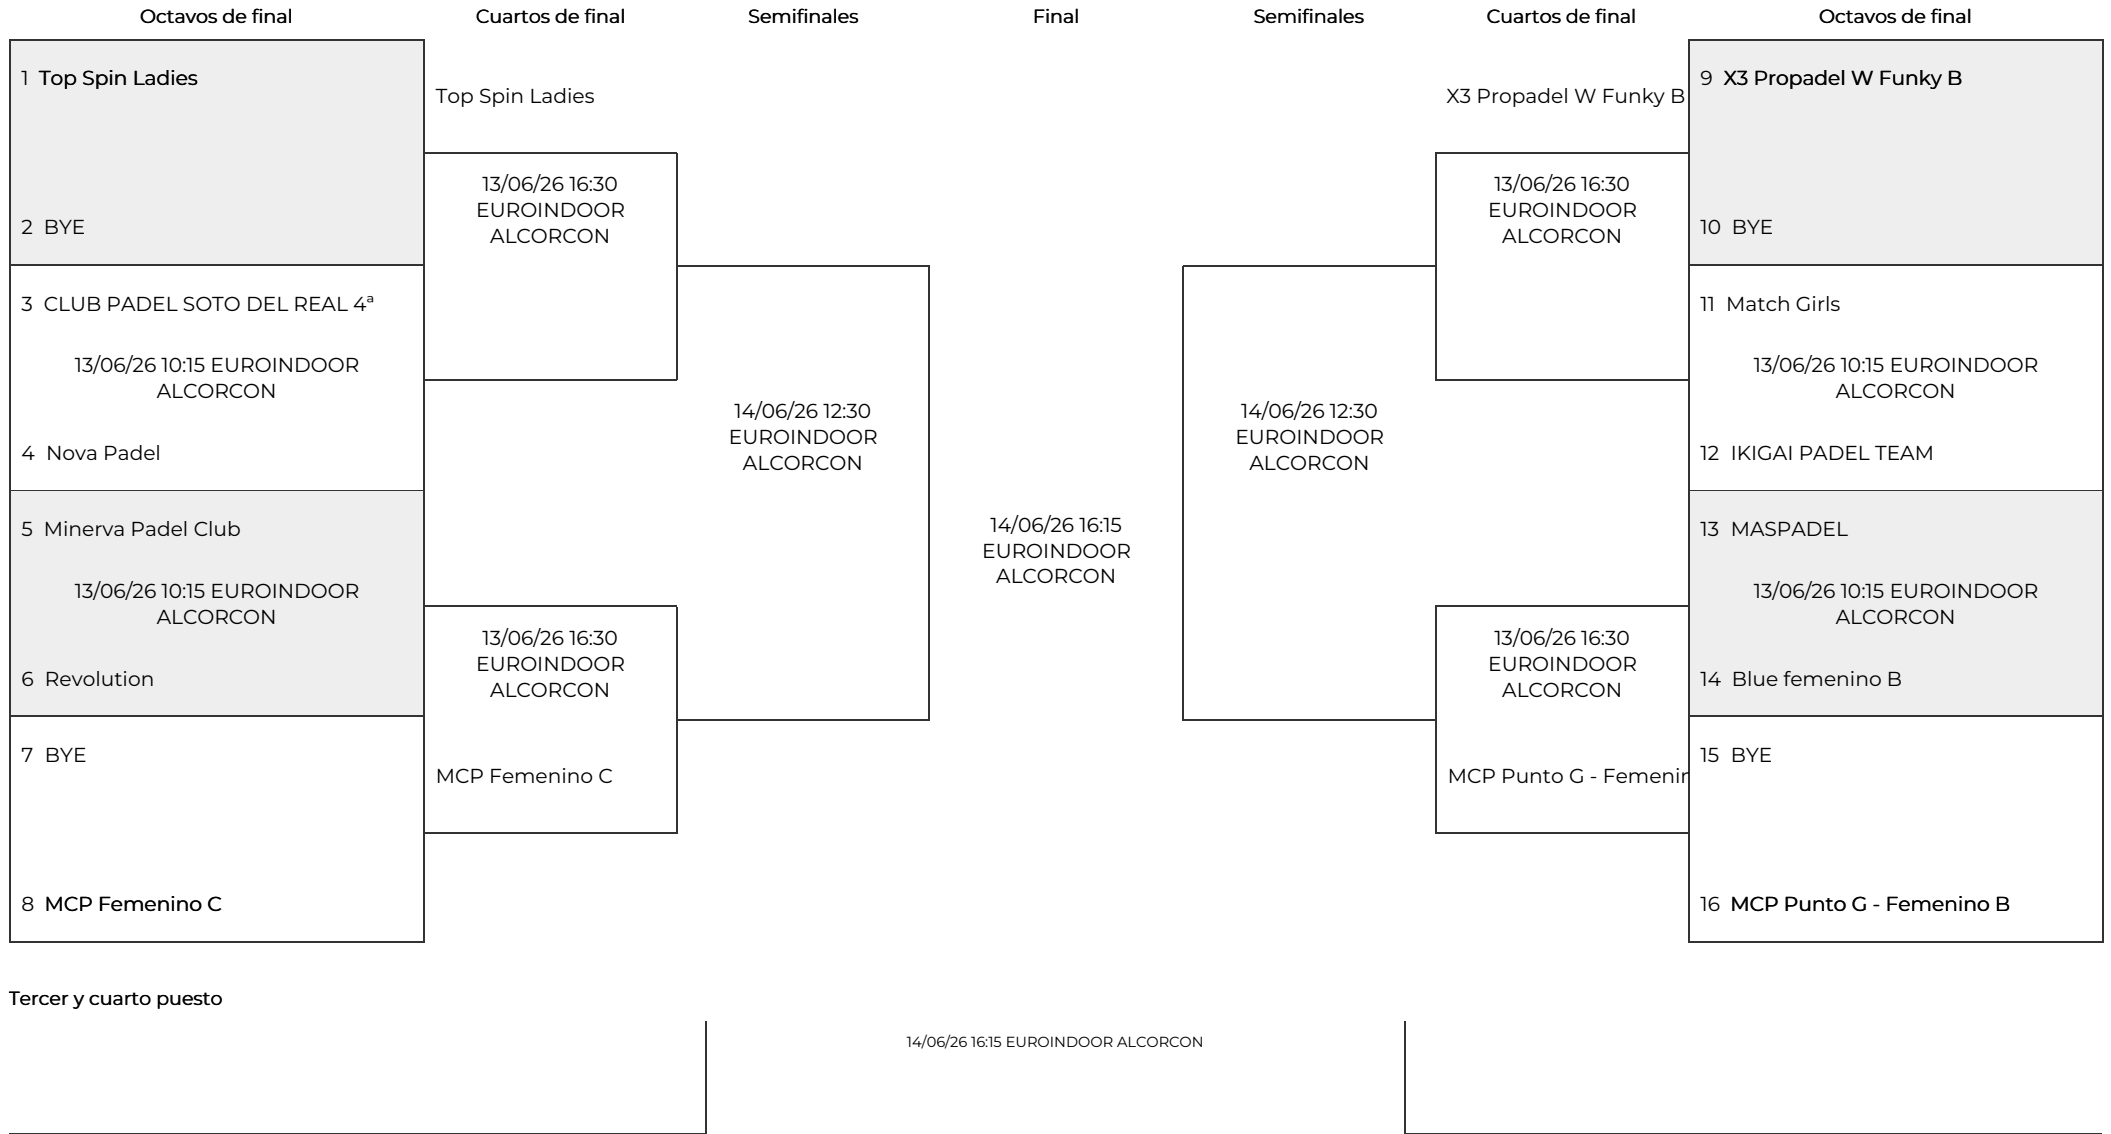 Octavos de final
Cuartos de final
Semifinales
Final
Semifinales
Cuartos de final
Octavos de final
1 Top Spin Ladies
2 BYE
3 CLUB PADEL SOTO DEL REAL 4ª
13/06/26 10:15 EUROINDOOR
ALCORCON
4 Nova Padel
5 Minerva Padel Club
13/06/26 10:15 EUROINDOOR
ALCORCON
6 Revolution
7 BYE
8 MCP Femenino C
Top Spin Ladies
13/06/26 16:30
EUROINDOOR
ALCORCON
13/06/26 16:30
EUROINDOOR
ALCORCON
MCP Femenino C
14/06/26 12:30
EUROINDOOR
ALCORCON
14/06/26 16:15
EUROINDOOR
ALCORCON
14/06/26 12:30
EUROINDOOR
ALCORCON
X3 Propadel W Funky B
13/06/26 16:30
EUROINDOOR
ALCORCON
13/06/26 16:30
EUROINDOOR
ALCORCON
MCP Punto G - Femenin
9 X3 Propadel W Funky B
10 BYE
11 Match Girls
13/06/26 10:15 EUROINDOOR
ALCORCON
12 IKIGAI PADEL TEAM
13 MASPADEL
13/06/26 10:15 EUROINDOOR
ALCORCON
14 Blue femenino B
15 BYE
16 MCP Punto G - Femenino B
Tercer y cuarto puesto
14/06/26 16:15 EUROINDOOR ALCORCON